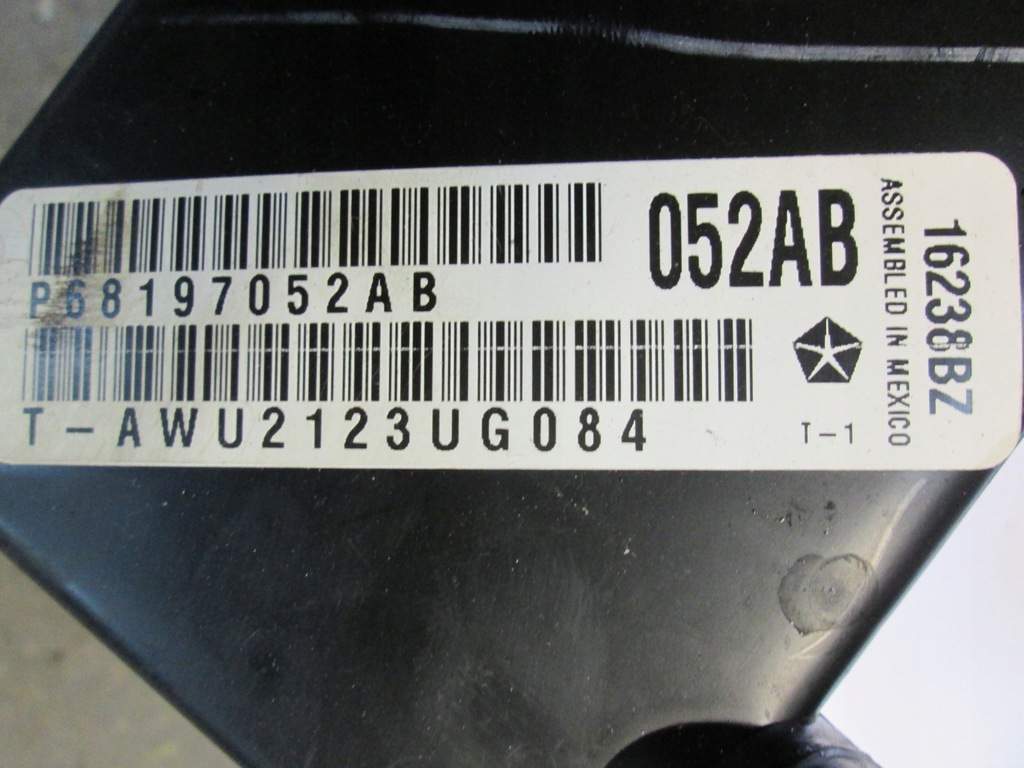 P68197052AB
052AB
T-AWU2123UG084
T-1
ASSEMBLED IN MEXICO
16238BZ